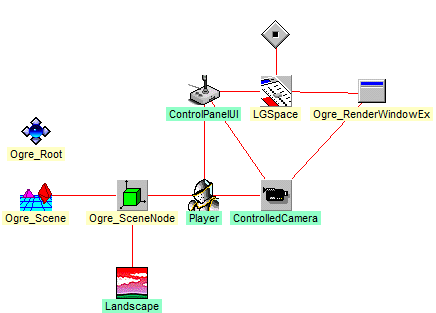 ControlPanelUI
LGSpace
Ogre_RenderWindowEx
Ogre_Root
Ogre_Scene
Ogre_SceneNode
Player
ControlledCamera
Landscape